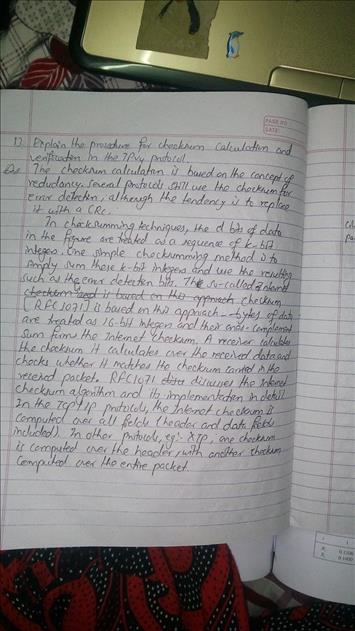 PAGE NO
DATE:
12. Explain the procedure for checksum calculation and
verification in the IPv4 protocol.
The checksum calculation is based on the concept of
reduclancy. Several protocols still use the checksum for
error detection, although the tendency is to replace
it with a CRC.
In checksumming techniques, the d bits of data
in the figure are treated as a sequence of k-bit
integers. One simple checksumming method is to
simply sum these k-bit integers and use the resulting
such as the error detection bits. The so-called internet
checksum used is based on this approach checksum
(RFC1071) is based on this approach - bytes of data
are treated as 16-bit integers and their ones-complement
sum forms the Internet checksum. A receiver calculates
the checksum it calculates over the received data and
checks whether it matches the checksum carried in the
received packet. RFC1071 discusses the Internet
checksum algorithm and its implementation in detail
In the TCP/IP protocols, the Internet checksum is
computed over all fields (header and data fields
included). In other protocols, eg:- XTP, one checksum
is computed over the header, with another checksum
computed over the entire packet.